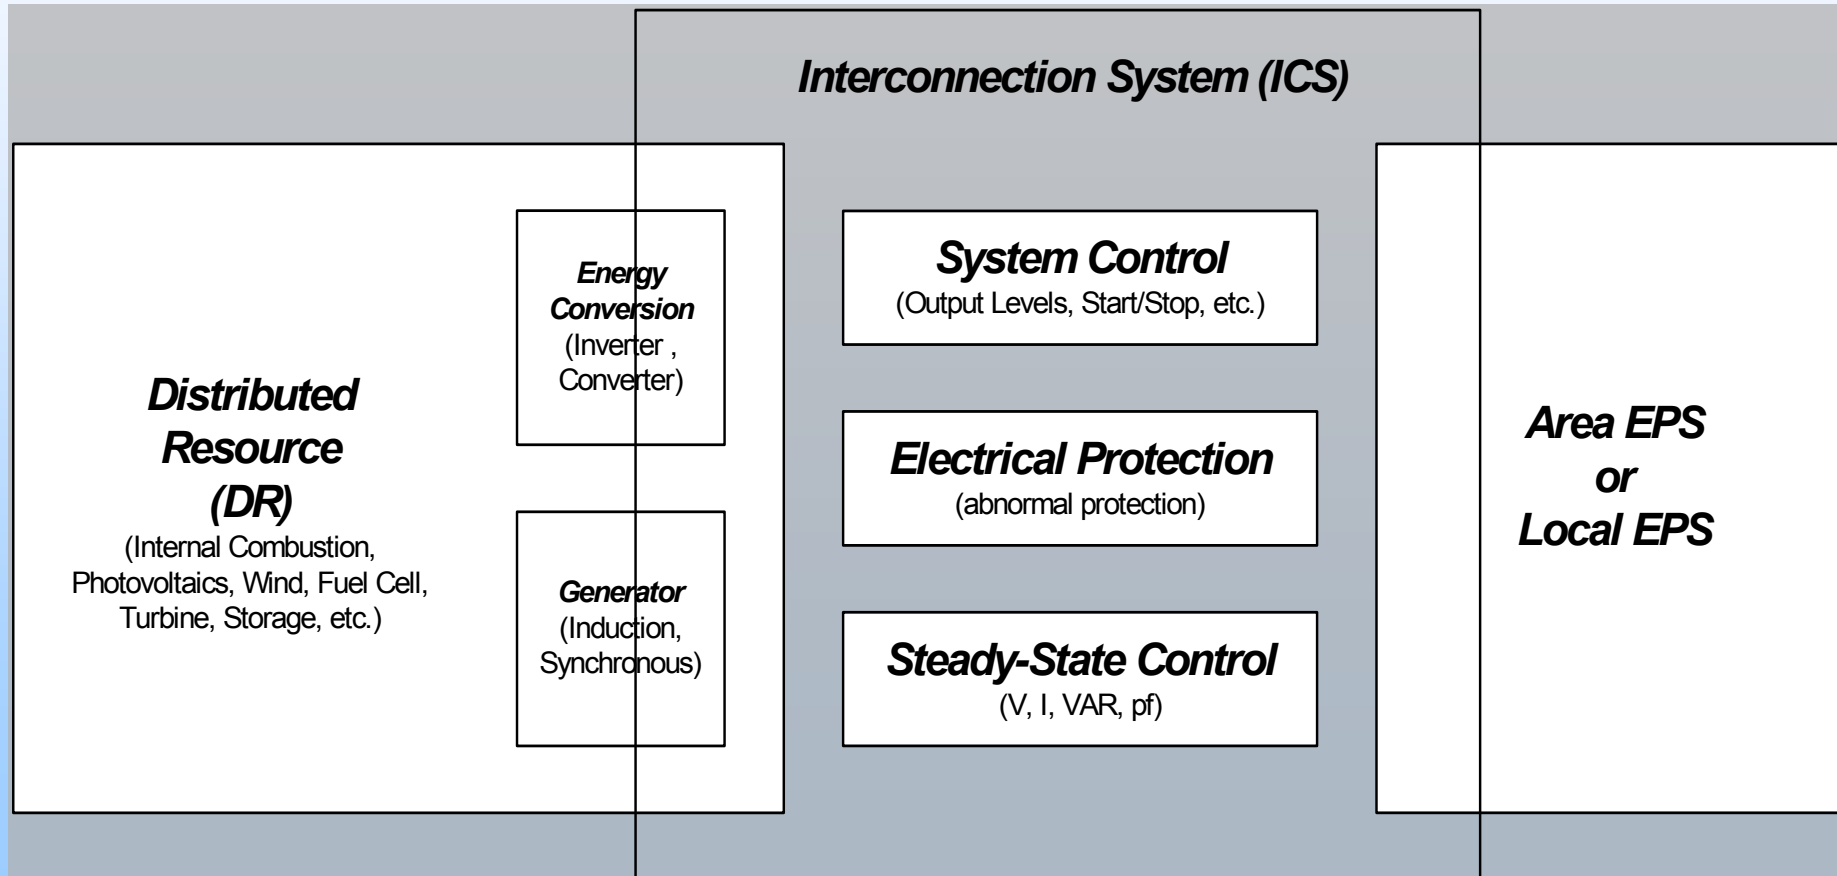 Interconnection System (ICS)
Distributed
Resource
(DR)
(Internal Combustion,
Photovoltaics, Wind, Fuel Cell,
Turbine, Storage, etc.)
Energy
Conversion
(Inverter ,
Converter)
Generator
(Induction,
Synchronous)
System Control
(Output Levels, Start/Stop, etc.)
Electrical Protection
(abnormal protection)
Steady-State Control
(V, I, VAR, pf)
Area EPS
or
Local EPS